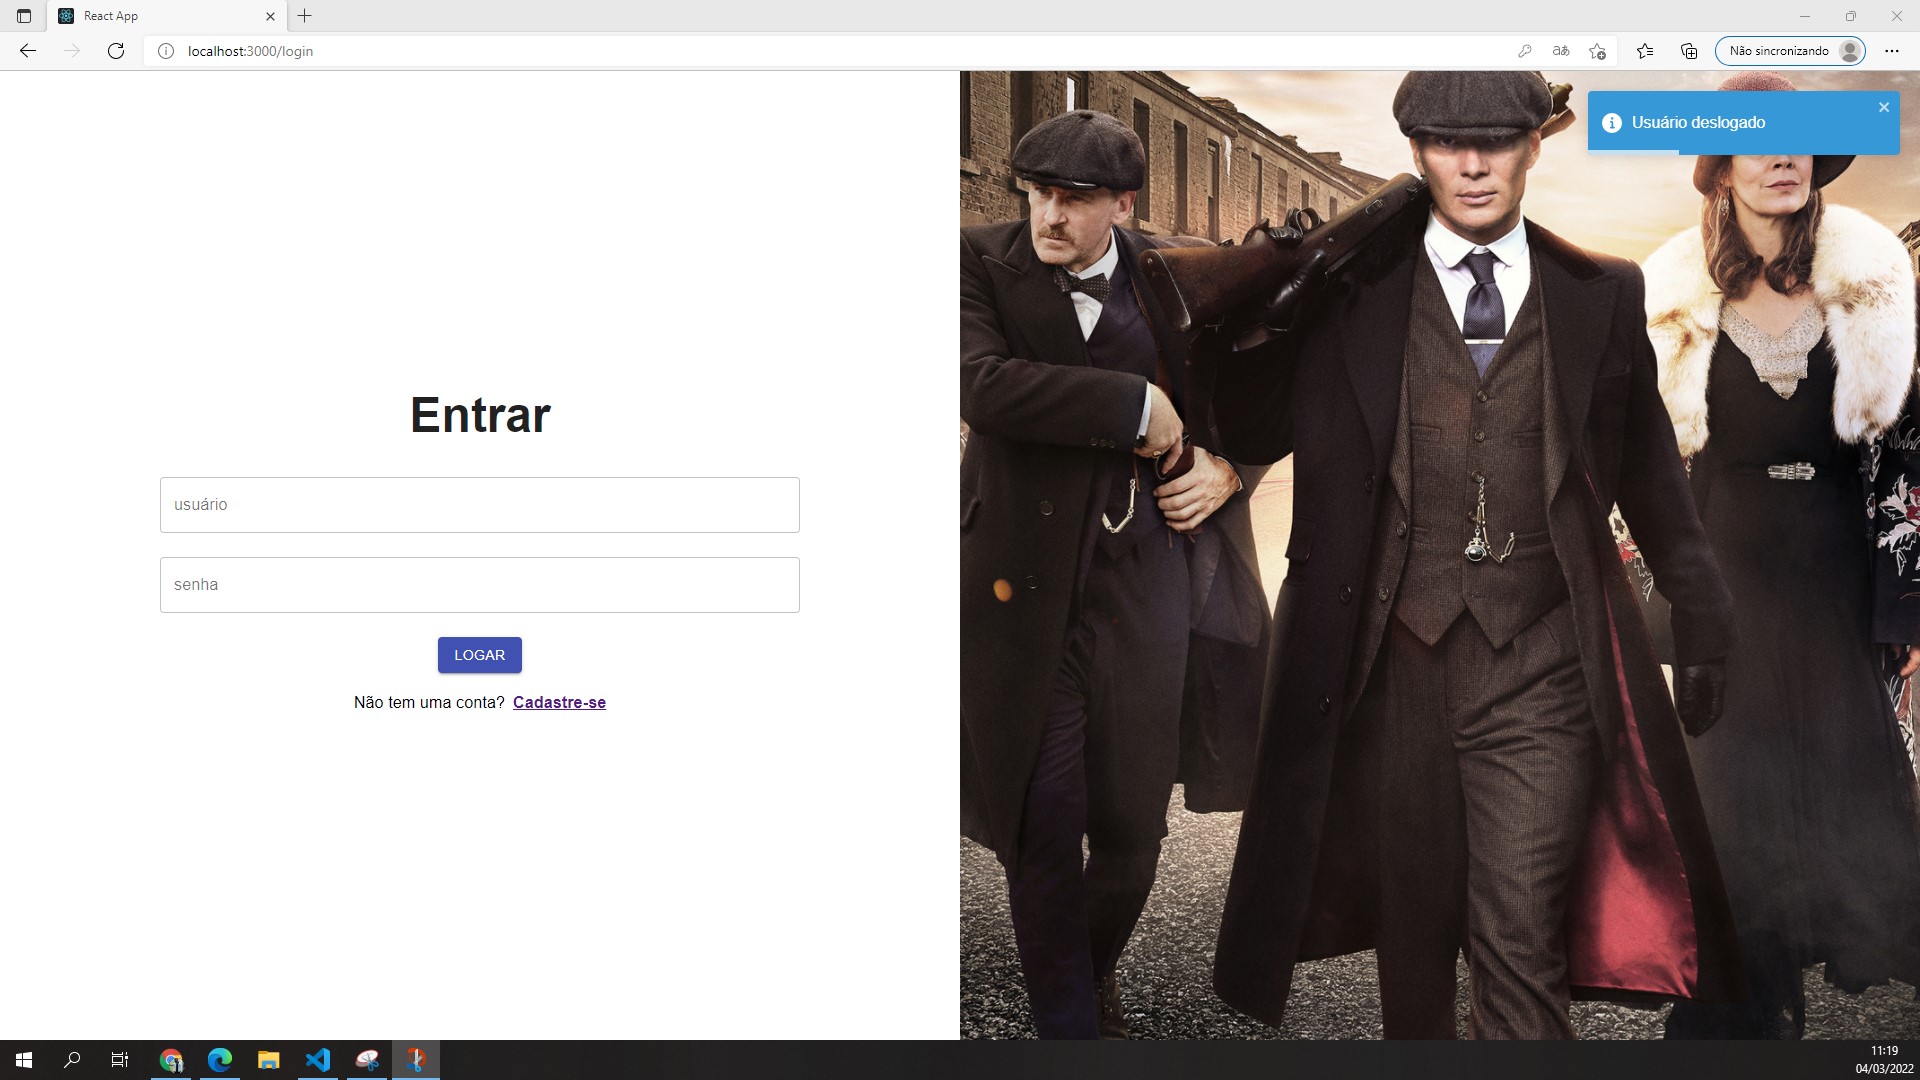 React App
localhost:3000/login
Não sincronizando
Usuário deslogado
Entrar
usuário
senha
LOGAR
Não tem uma conta? Cadastre-se
11:19
04/03/2022